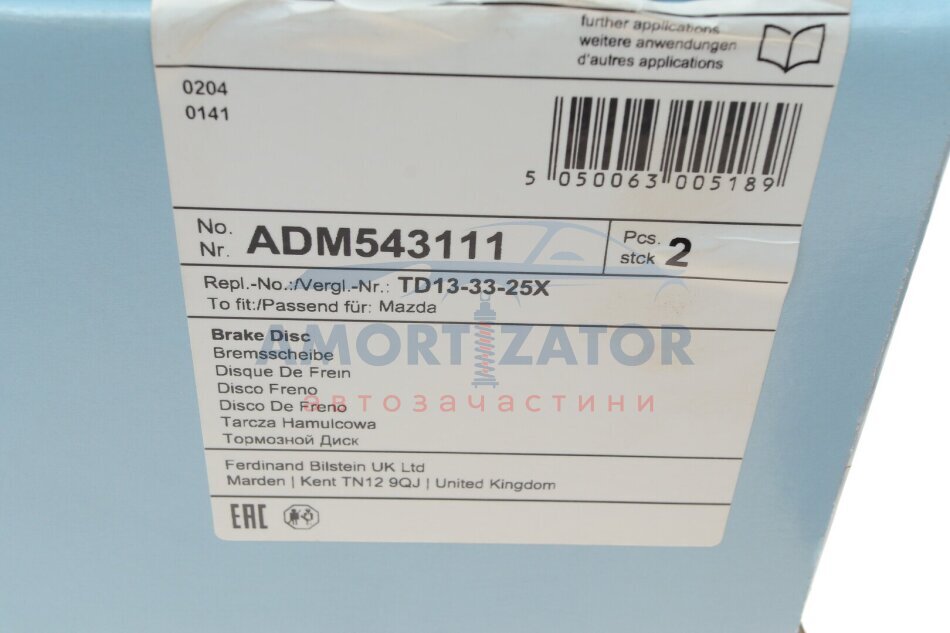 further applications
weitere anwendungen
d'autres applications
0204
0141
5 050063 005189
No.
Nr. ADM543111
Pcs.
stck 2
Repl.-No.:/Vergl.-Nr.: TD13-33-25X
To fit:/Passend für: Mazda
Brake Disc
Bremsscheibe
Disque De Frein
Disco Freno
Disco De Freno
Tarcza Hamulcowa
Тормозной Диск
AMORTIZATOR
автозачастини
Ferdinand Bilstein UK Ltd
Marden | Kent TN12 9QJ | United Kingdom
EAC